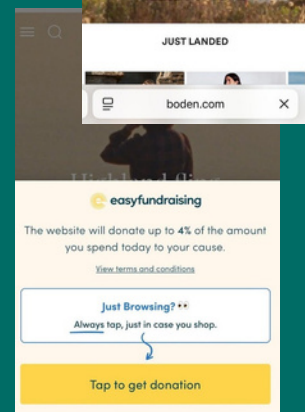 JUST LANDED
boden.com
Highland fling
easyfundraising
The website will donate up to 4% of the amount
you spend today to your cause.
View terms and conditions
Just Browsing?
Always tap, just in case you shop.
Tap to get donation